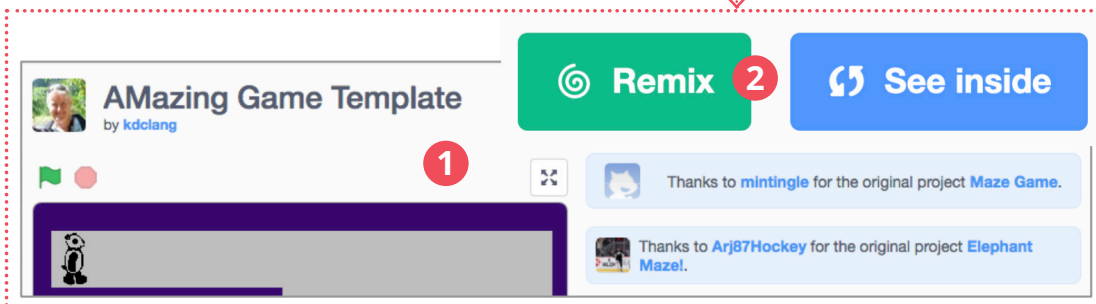 Remix
2
See inside
AMazing Game Template
by kdclang
1
Thanks to mintingle for the original project Maze Game.
Thanks to Arj87Hockey for the original project Elephant
Maze!.